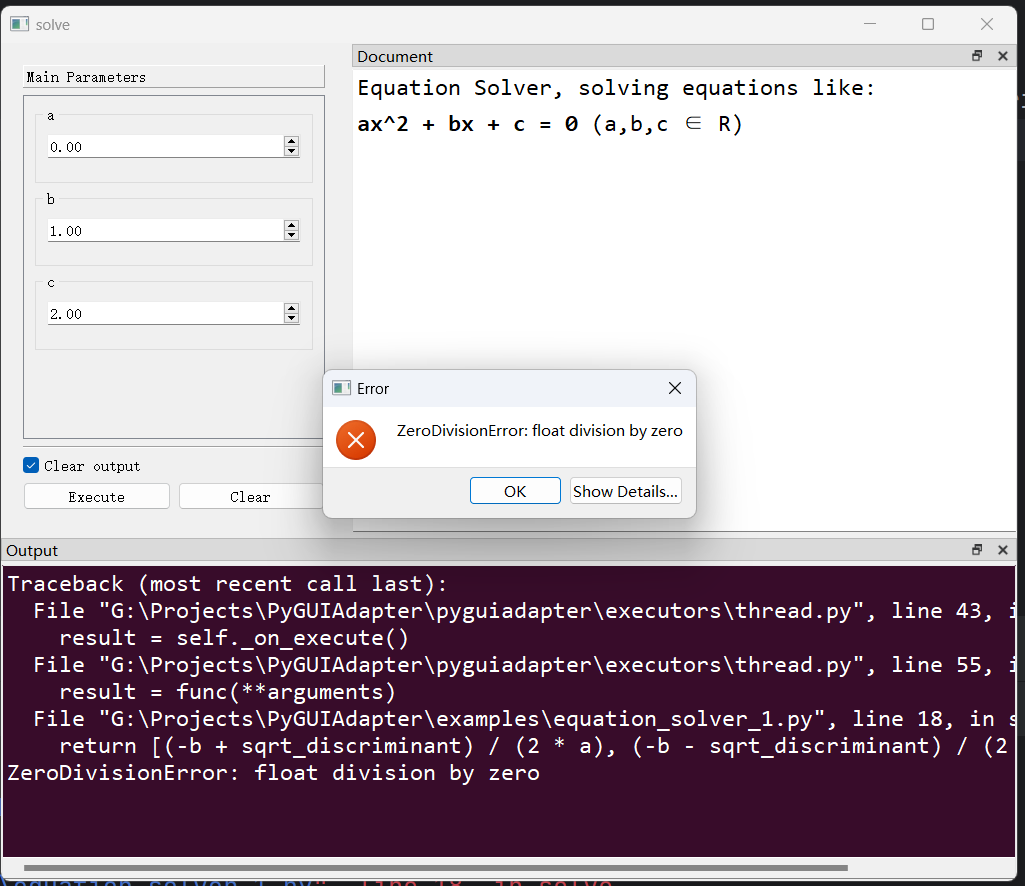 solve
Main Parameters
a
0.00
b
1.00
c
2.00
Clear output
Execute
Clear
Document
Equation Solver, solving equations like:
ax^2 + bx + c = 0 (a,b,c ∈ R)
Error
ZeroDivisionError: float division by zero
OK
Show Details...
Output
Traceback (most recent call last):
File "G:\Projects\PyGUIAdapter\pyguiadapter\executors\thread.py", line 43,
result = self._on_execute()
File "G:\Projects\PyGUIAdapter\pyguiadapter\executors\thread.py", line 55,
result = func(**arguments)
File "G:\Projects\PyGUIAdapter\examples\equation_solver_1.py", line 18, in
return [(-b + sqrt_discriminant) / (2 * a), (-b - sqrt_discriminant) / (2
ZeroDivisionError: float division by zero